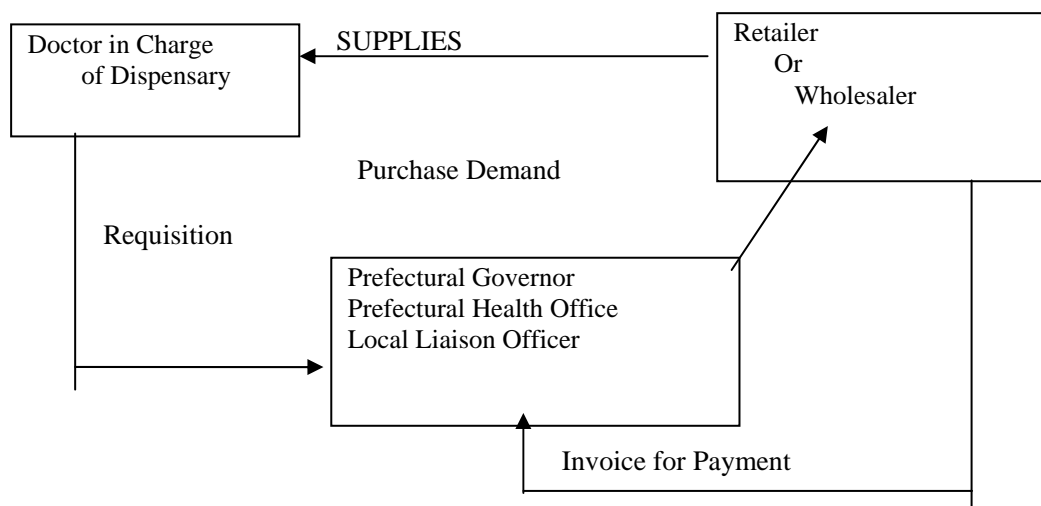 Doctor in Charge
of Dispensary
SUPPLIES
Retailer
Or
Wholesaler
Purchase Demand
Requisition
Prefectural Governor
Prefectural Health Office
Local Liaison Officer
Invoice for Payment